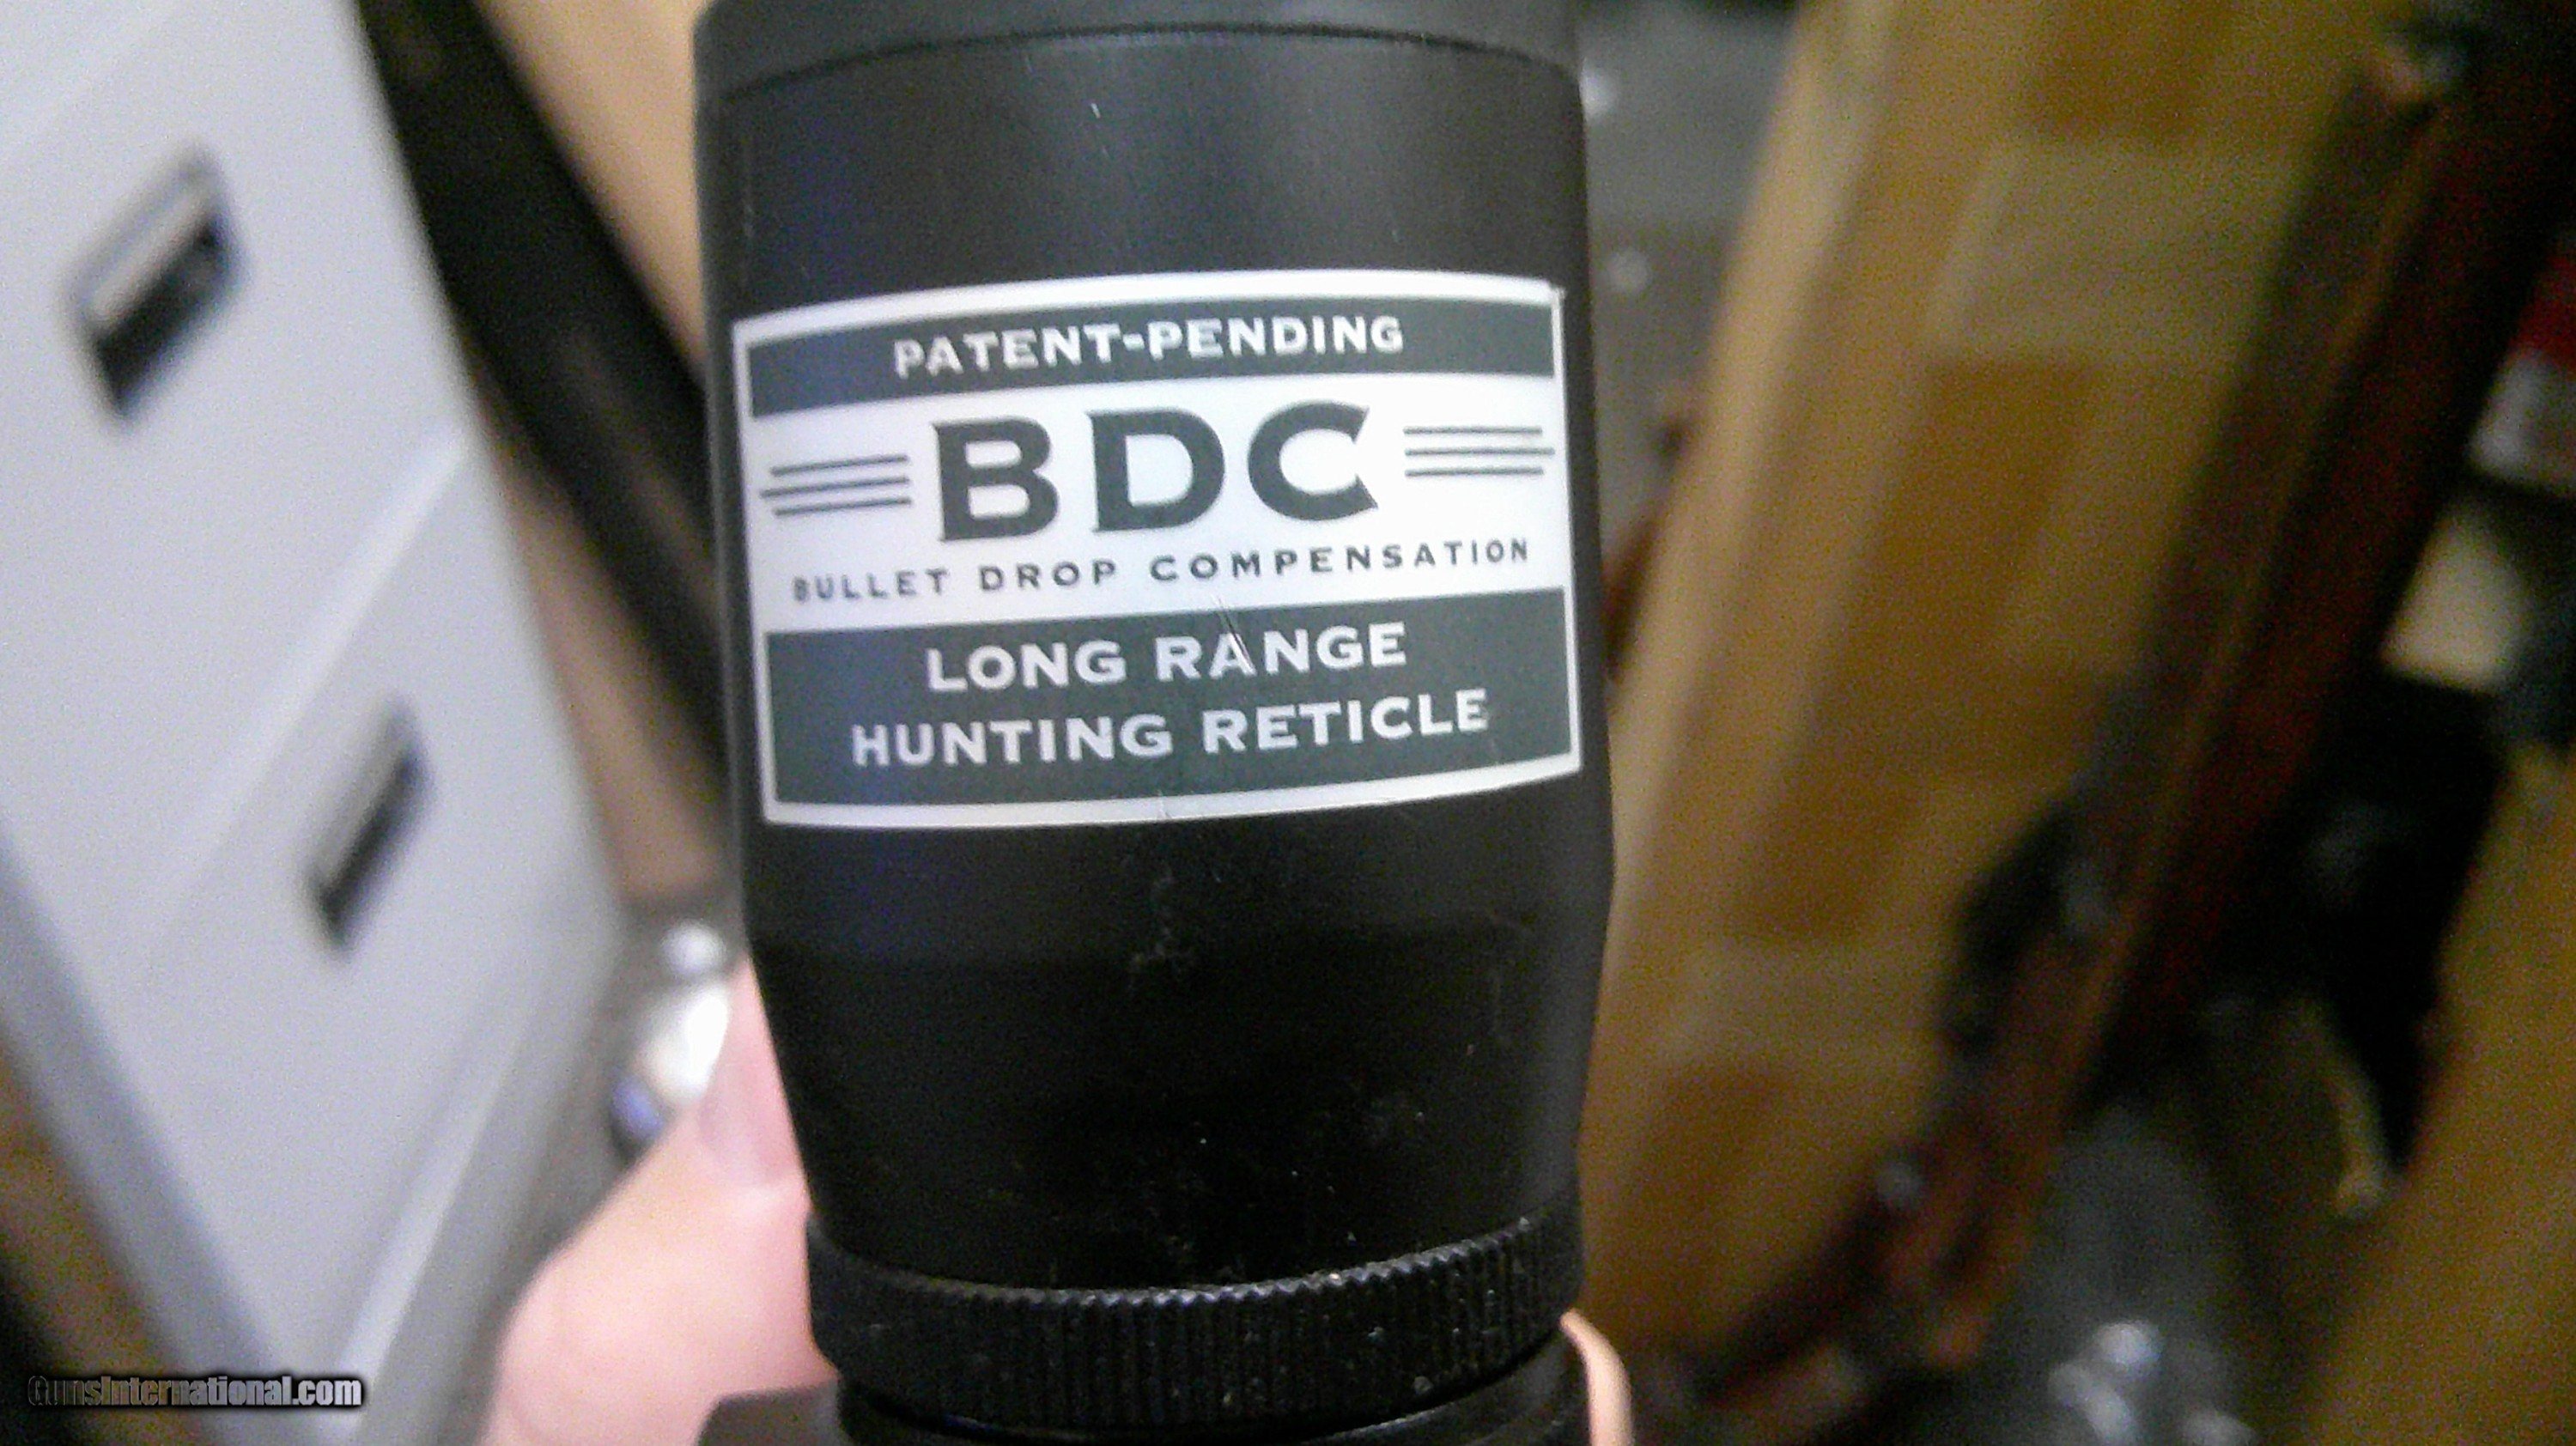 PATENT-PENDING
BDC
BULLET DROP COMPENSATION
LONG RANGE
HUNTING RETICLE
GunsInternational.com